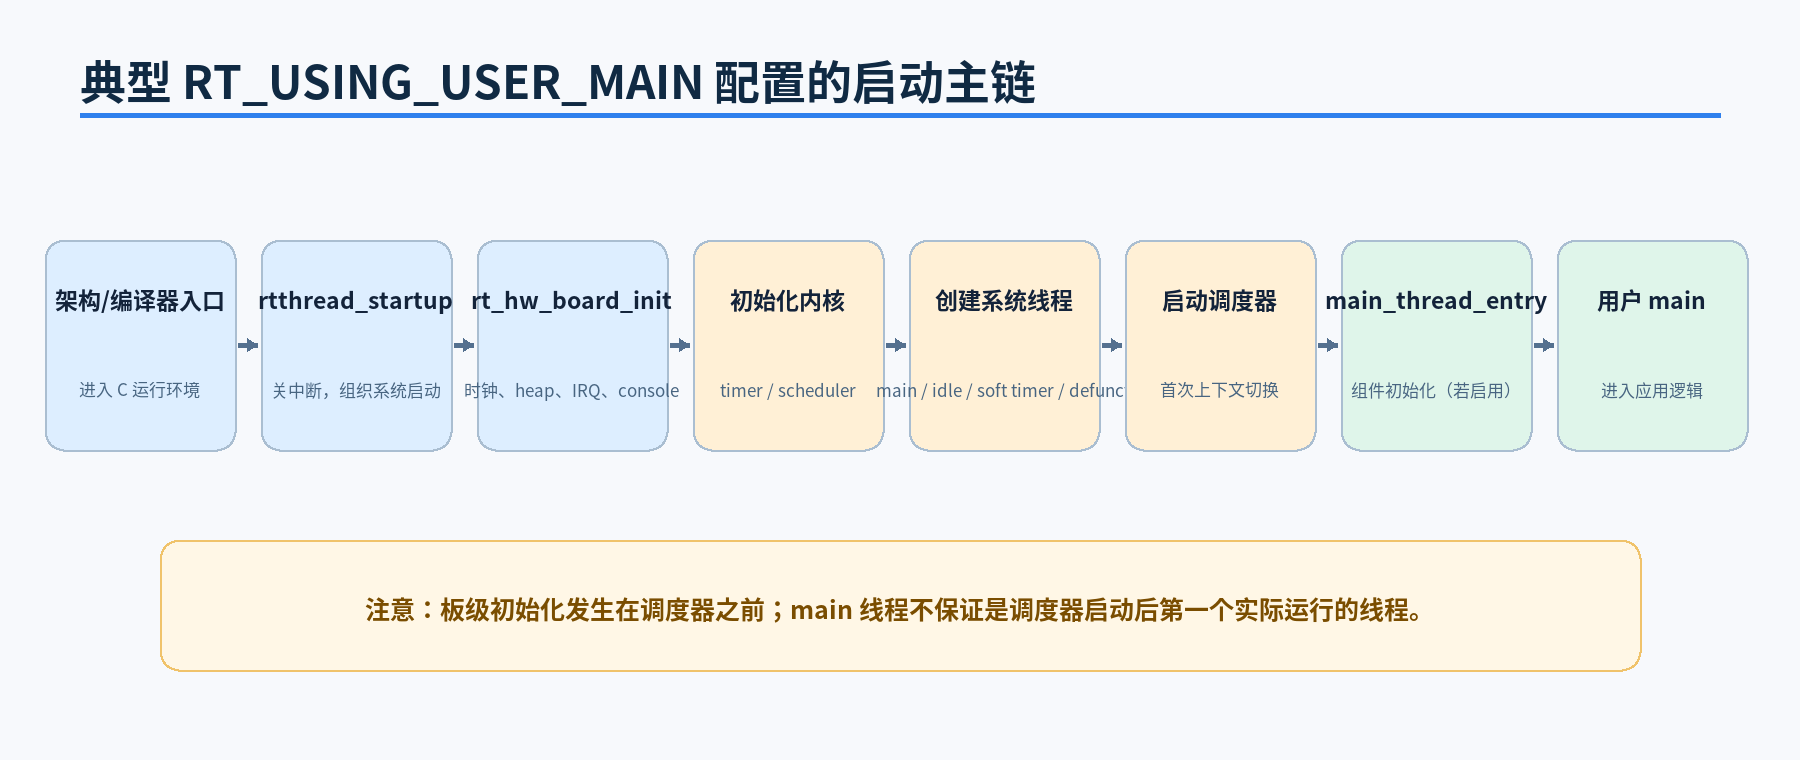 典型 RT_USING_USER_MAIN 配置的启动主链
架构/编译器入口
进入 C 运行环境
rtthread_startup
关中断，组织系统启动
rt_hw_board_init
时钟、heap、IRQ、console
初始化内核
timer / scheduler
创建系统线程
main / idle / soft timer / defunc
启动调度器
首次上下文切换
main_thread_entry
组件初始化（若启用）
用户 main
进入应用逻辑
注意：板级初始化发生在调度器之前；main 线程不保证是调度器启动后第一个实际运行的线程。